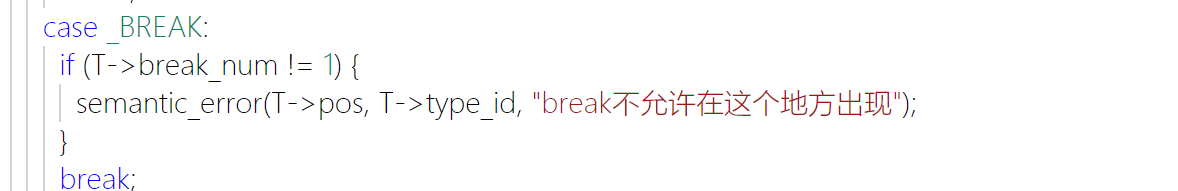 case _BREAK:
if (T->break_num != 1) {
semantic_error(T->pos, T->type_id, "break不允许在这个地方出现");
}
break;